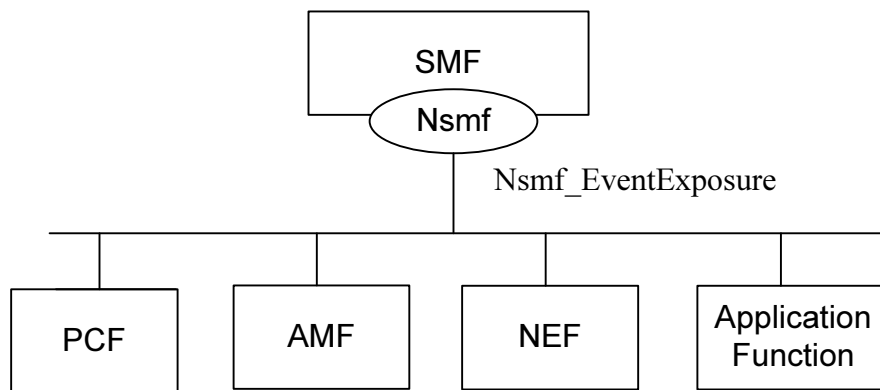 SMF
Nsmf
Nsmf_EventExposure
PCF
AMF
NEF
Application
Function